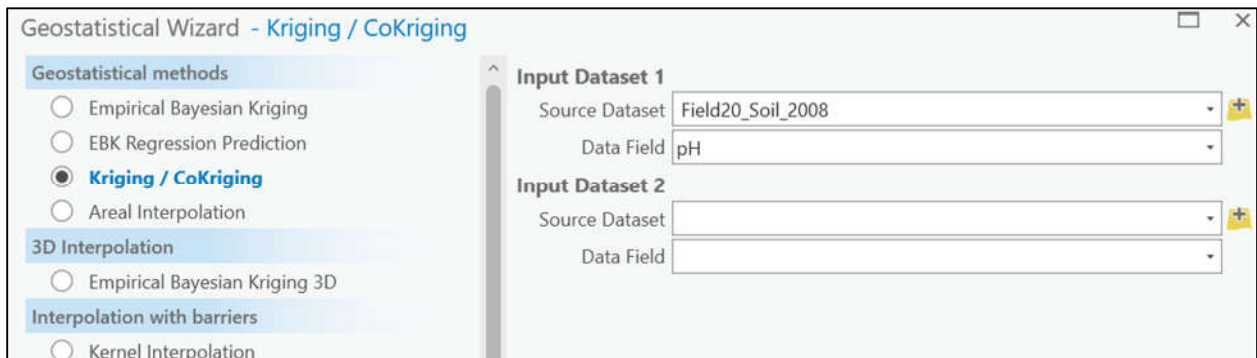 Geostatistical Wizard - Kriging / CoKriging
Geostatistical methods
Empirical Bayesian Kriging
EBK Regression Prediction
Kriging / CoKriging
Areal Interpolation
3D Interpolation
Empirical Bayesian Kriging 3D
Interpolation with barriers
Kernel Interpolation
Input Dataset 1
Source Dataset Field20_Soil_2008
Data Field pH
Input Dataset 2
Source Dataset
Data Field